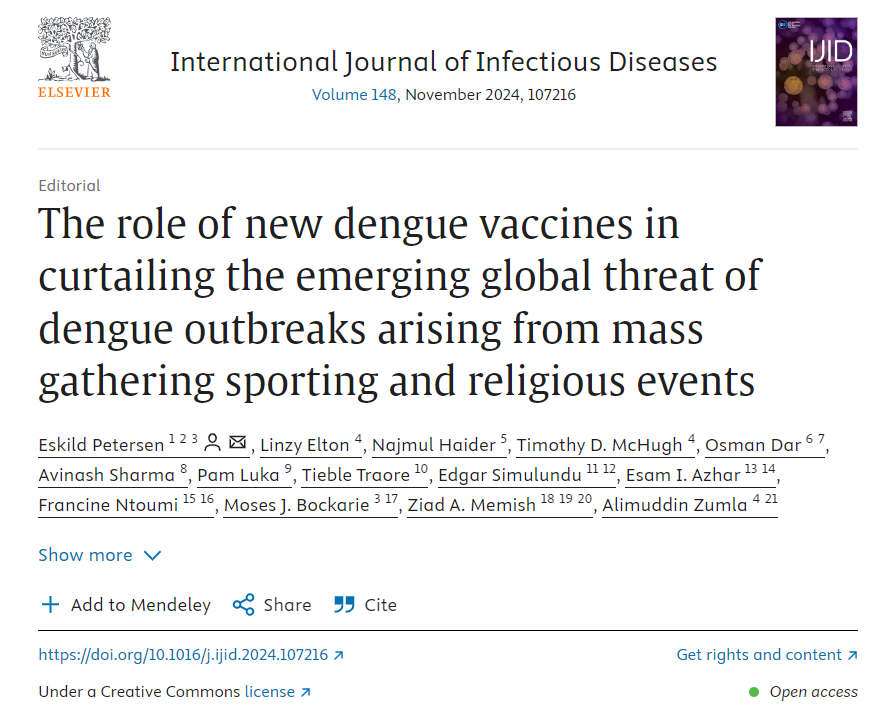 ELSEVIER
International Journal of Infectious Diseases
Volume 148, November 2024, 107216
IJID
Editorial
The role of new dengue vaccines in
curtailing the emerging global threat of
dengue outbreaks arising from mass
gathering sporting and religious events
Eskild Petersen 1 2 3, Linzy Elton 4, Najmul Haider 5, Timothy D. McHugh 4, Osman Dar 6 7,
Avinash Sharma 8, Pam Luka 9, Tieble Traore 10, Edgar Simulundu 11 12, Esam I. Azhar 13 14,
Francine Ntoumi 15 16, Moses J. Bockarie 3 17, Ziad A. Memish 18 19 20, Alimuddin Zumla 4 21
Show more
Add to Mendeley Share Cite
https://doi.org/10.1016/j.ijid.2024.107216 Get rights and content
Under a Creative Commons license Open access